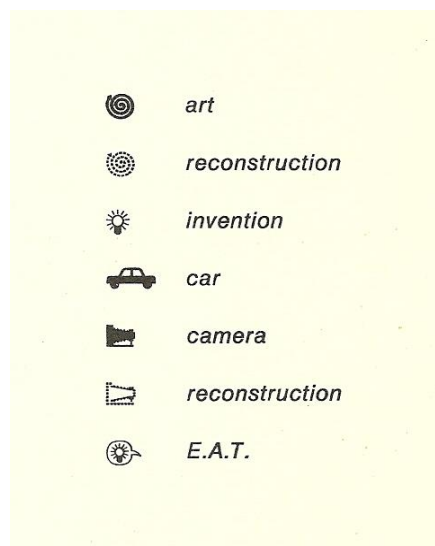 art
reconstruction
invention
car
camera
reconstruction
E.A.T.